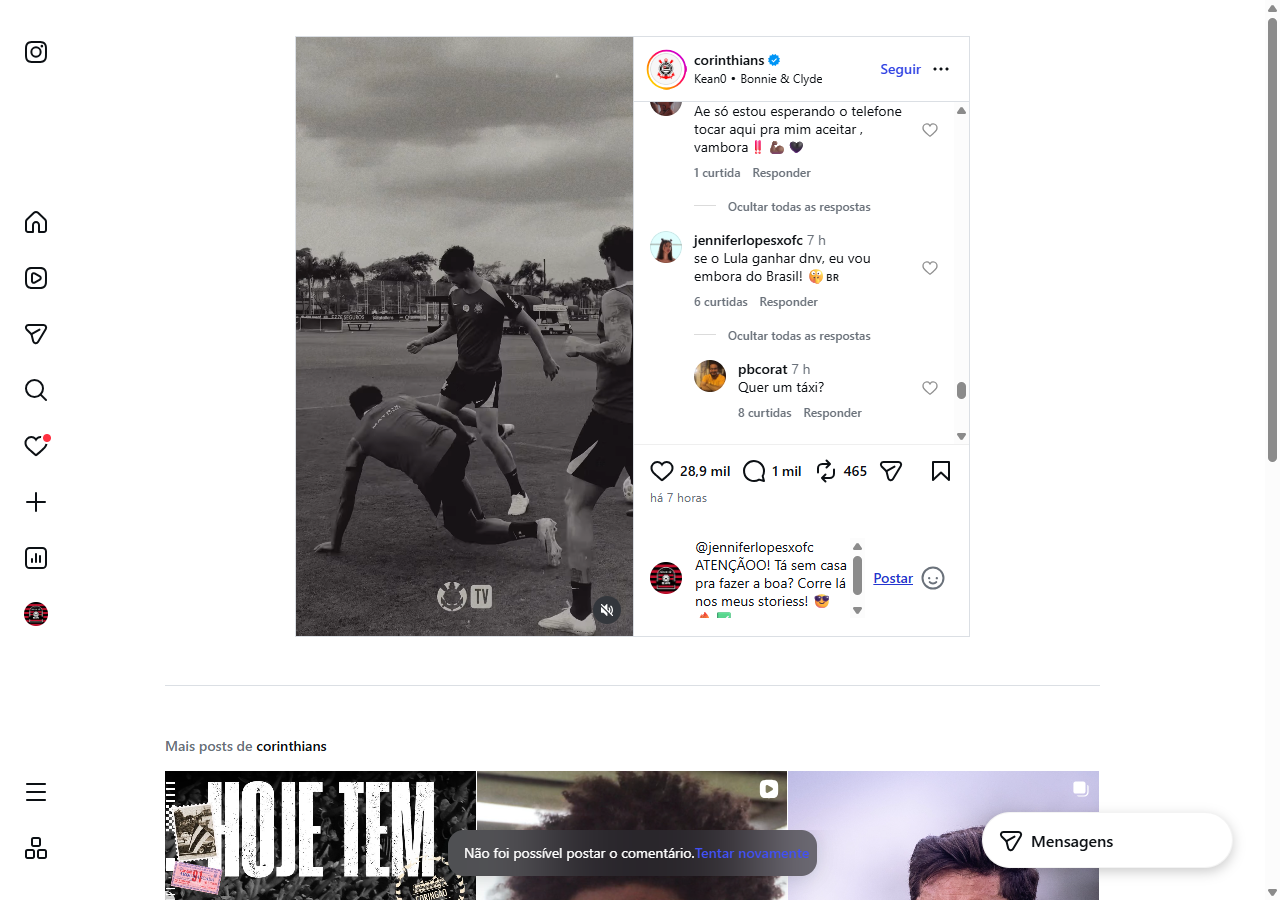 corinthians
Kean0 • Bonnie & Clyde
Seguir
Ae só estou esperando o telefone
tocar aqui pra mim aceitar ,
vambora ‼️ 💪🏾 🖤
1 curtida Responder
Ocultar todas as respostas
jenniferlopesxofc 7 h
se o Lula ganhar dnv, eu vou
embora do Brasil! 🫣 🇧🇷
6 curtidas Responder
Ocultar todas as respostas
pbcorat 7 h
Quer um táxi?
8 curtidas Responder
28,9 mil 1 mil 465
há 7 horas
@jenniferlopesxofc
ATENÇÃOO! Tá sem casa
pra fazer a boa? Corre lá
nos meus storiess! 😎
Postar
TV
Mais posts de corinthians
HOJE TEM
Não foi possível postar o comentário.Tentar novamente
Mensagens